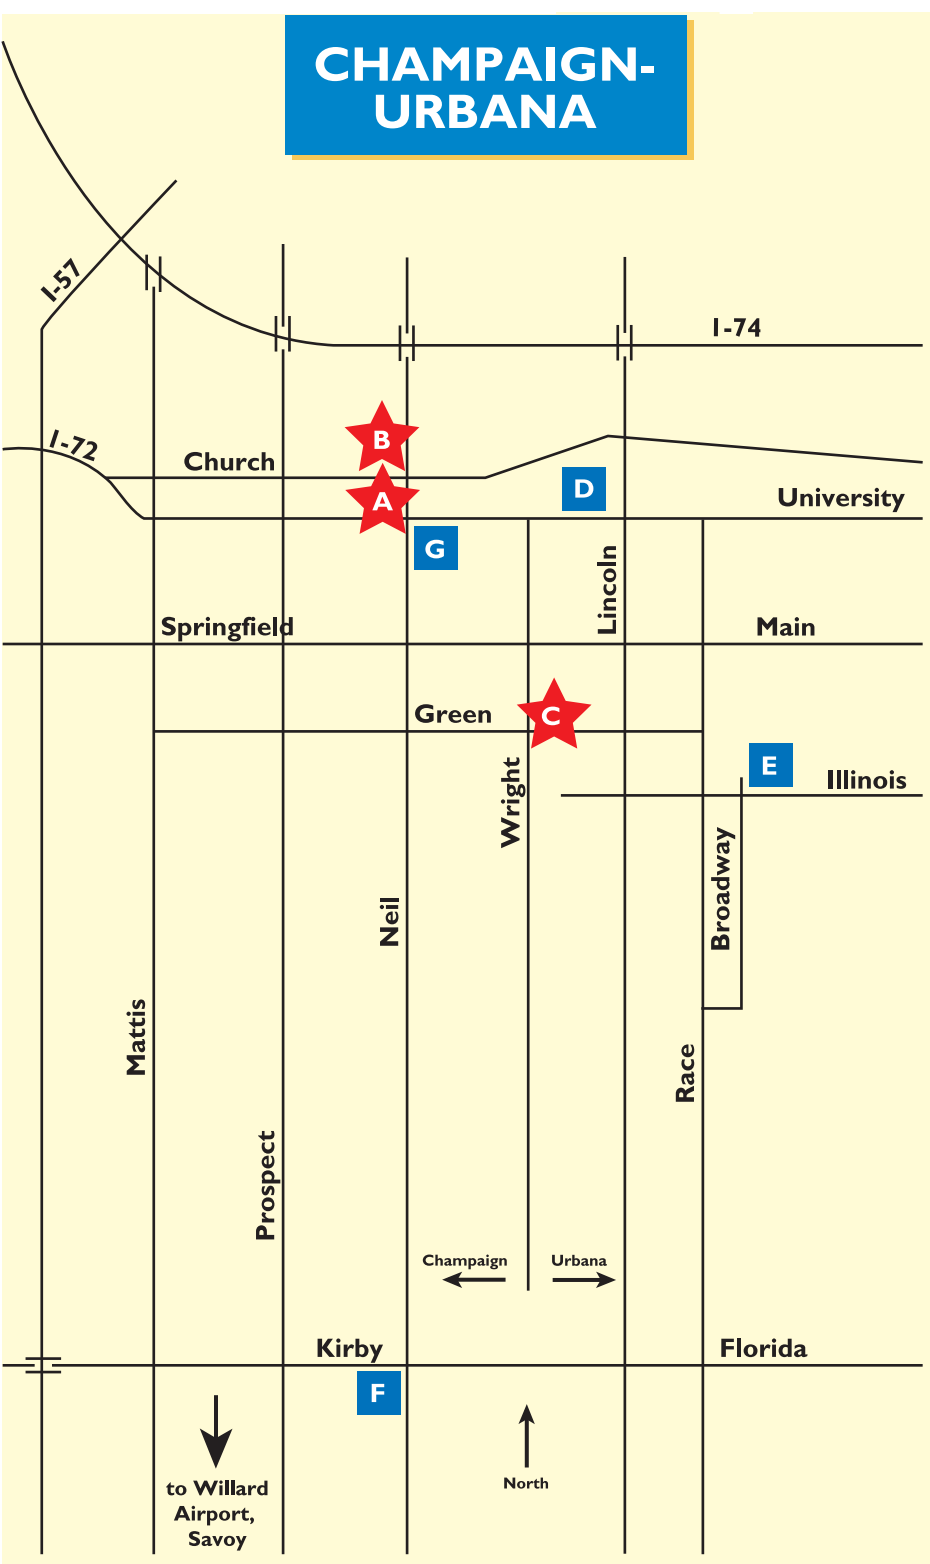 CHAMPAIGN-
URBANA
I-57
I-74
B
I-72
Church
D
A
University
G
Lincoln
Springfield
Main
Green
C
E
Wright
Illinois
Broadway
Neil
Mattis
Race
Prospect
Champaign
Urbana
Kirby
Florida
F
to Willard
Airport,
Savoy
North